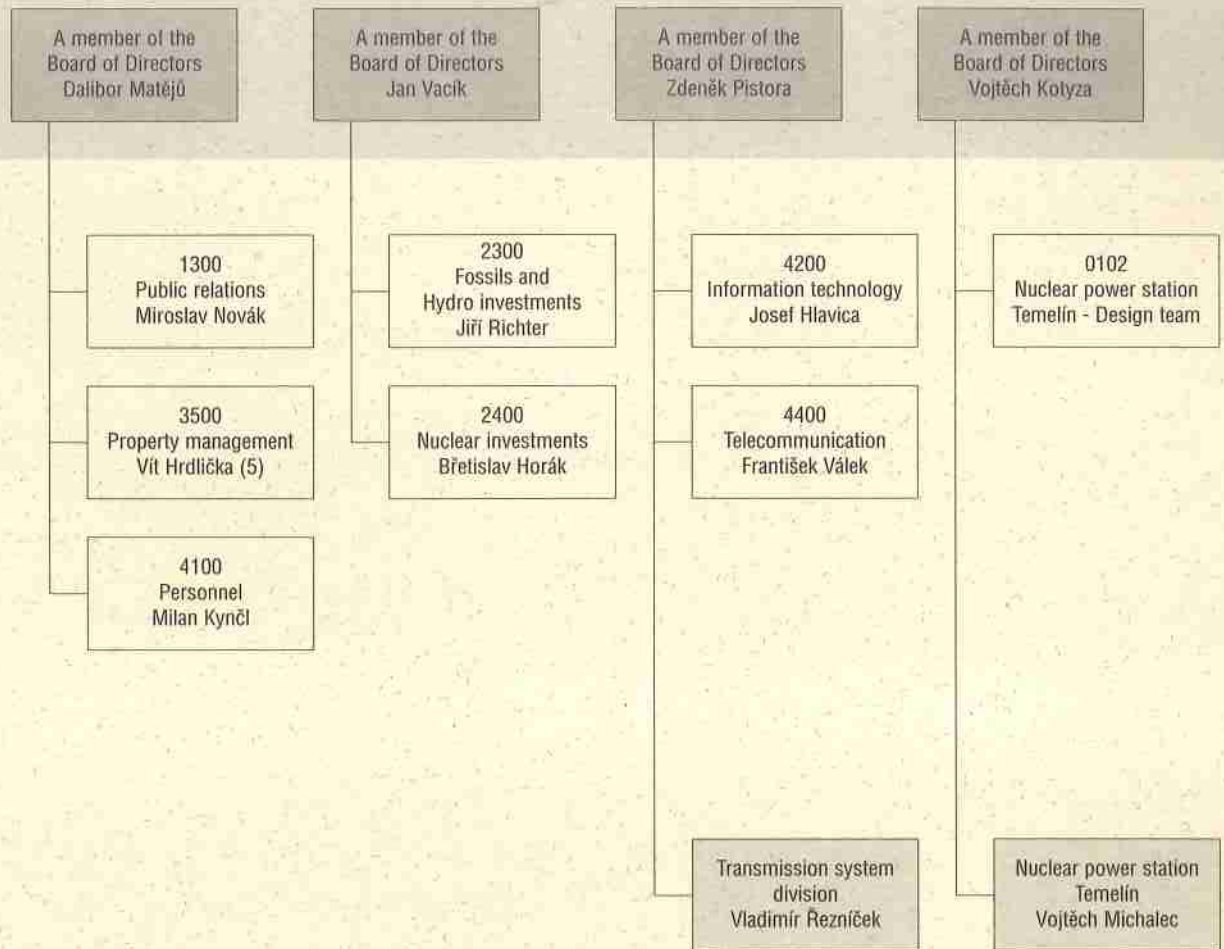 A member of the
Board of Directors
Dalibor Matějů
A member of the
Board of Directors
Jan Vacík
A member of the
Board of Directors
Zdeněk Pistora
A member of the
Board of Directors
Vojtěch Kotyza
1300
Public relations
Miroslav Novák
2300
Fossils and
Hydro investments
Jiří Richter
4200
Information technology
Josef Hlavica
0102
Nuclear power station
Temelín - Design team
3500
Property management
Vít Hrdlička (5)
2400
Nuclear investments
Břetislav Horák
4400
Telecommunication
František Válek
4100
Personnel
Milan Kynčl
Transmission system
division
Vladimír Řezníček
Nuclear power station
Temelín
Vojtěch Michalec